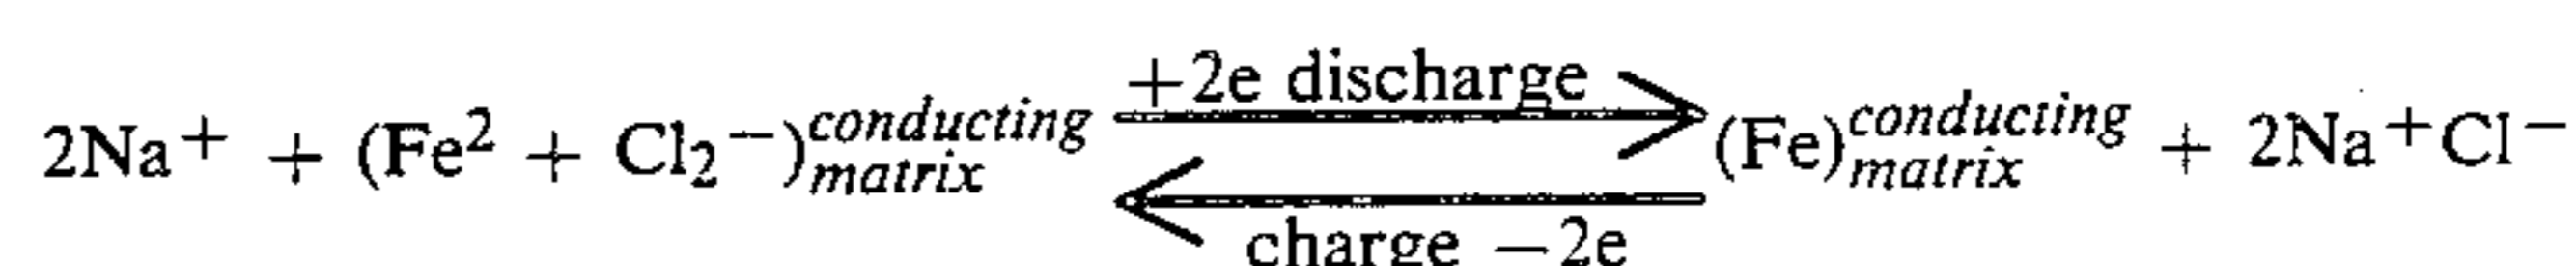 +2e discharge
2Na⁺ + (Fe² + Cl₂⁻)conducting matrix ⇄ (Fe)conducting matrix + 2Na⁺Cl⁻
charge −2e